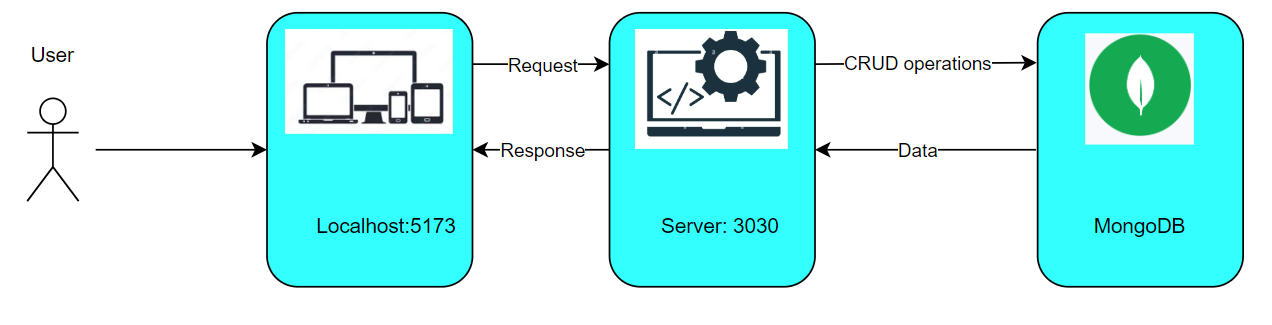 User
Request
CRUD operations
</>
Response
Data
Localhost:5173
Server: 3030
MongoDB